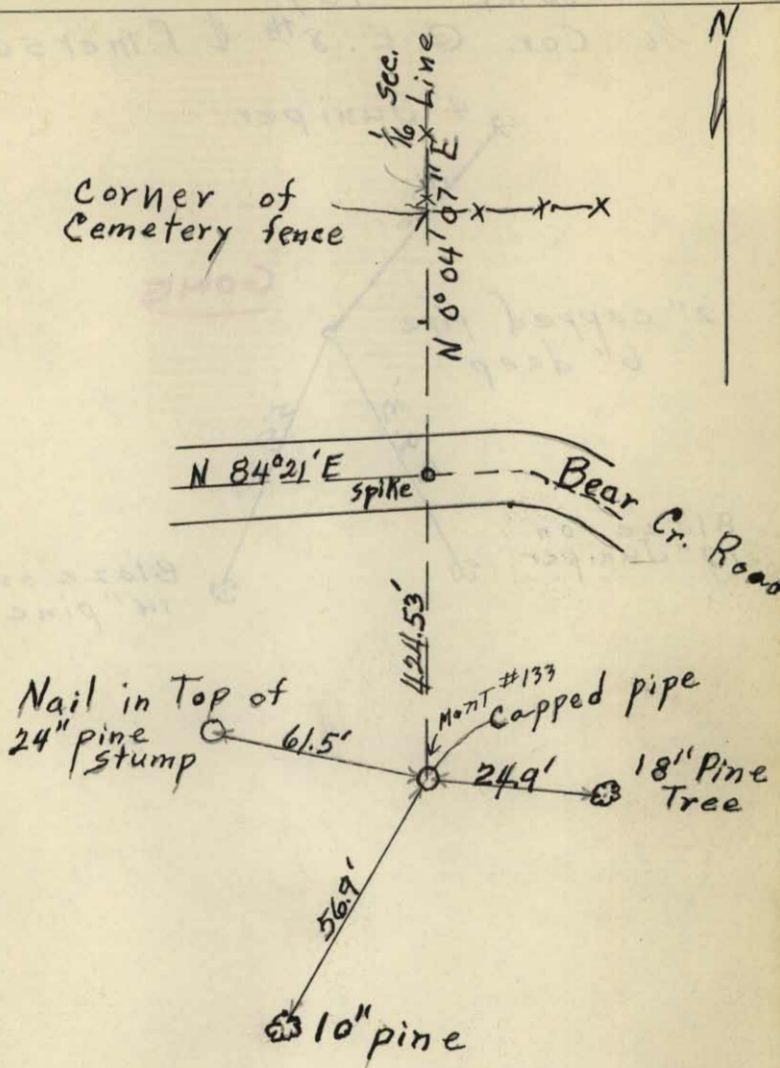 N
1/16 Sec.
Line
Corner of
Cemetery fence
N 0° 04' 07" E
N 84°21' E
spike
Bear Cr. Road
424.53'
Nail in Top of
24" pine
stump
61.5'
Mont #133
Capped pipe
24.9'
18" Pine
Tree
56.9'
10" pine